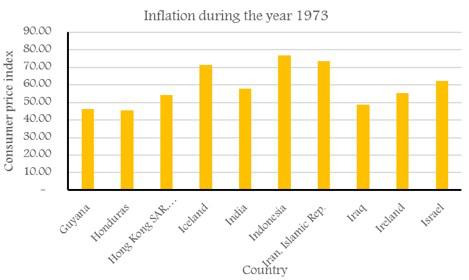 Inflation during the year 1973
Consumer price index
90.00
80.00
70.00
60.00
50.00
40.00
30.00
20.00
10.00
-
Guyana
Honduras
Hong Kong SAR,…
Iceland
India
Indonesia
Iran, Islamic Rep.
Iraq
Ireland
Israel
Country